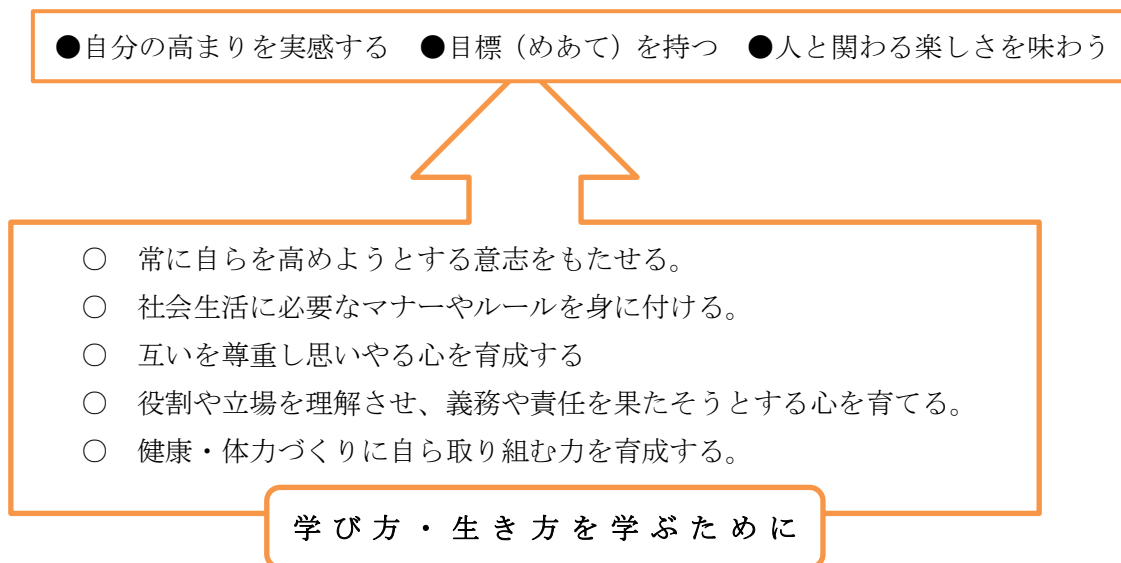 ●自分の高まりを実感する　●目標（めあて）を持つ　●人と関わる楽しさを味わう
○　常に自らを高めようとする意志をもたせる。
○　社会生活に必要なマナーやルールを身に付ける。
○　互いを尊重し思いやる心を育成する
○　役割や立場を理解させ、義務や責任を果たそうとする心を育てる。
○　健康・体力づくりに自ら取り組む力を育成する。
学び方・生き方を学ぶために